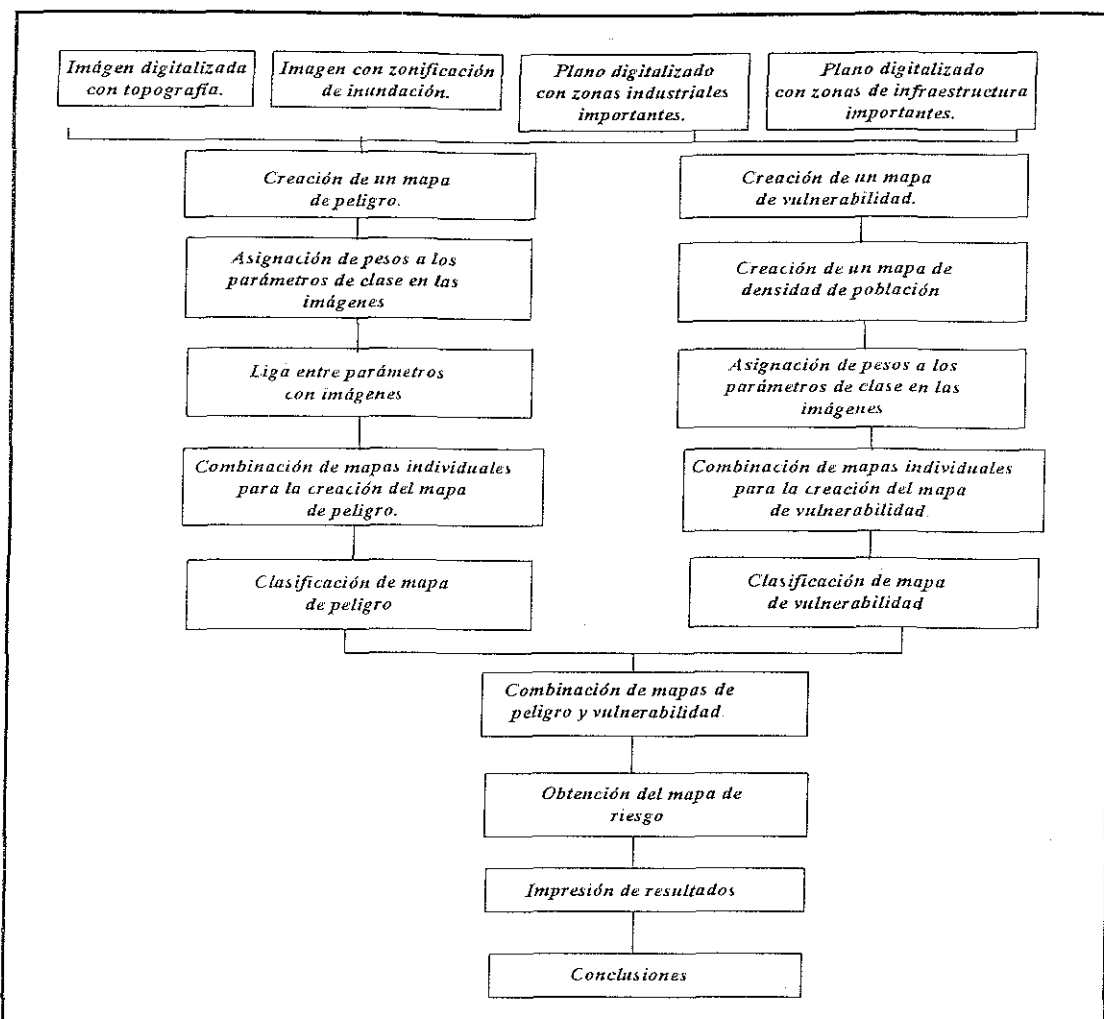 Imágen digitalizada
con topografía.
Imagen con zonificación
de inundación.
Plano digitalizado
con zonas industriales
importantes.
Plano digitalizado
con zonas de infraestructura
importantes.
Creación de un mapa
de peligro.
Creación de un mapa
de vulnerabilidad.
Asignación de pesos a los
parámetros de clase en las
imágenes
Creación de un mapa de
densidad de población
Liga entre parámetros
con imágenes
Asignación de pesos a los
parámetros de clase en las
imágenes
Combinación de mapas individuales
para la creación del mapa
de peligro.
Combinación de mapas individuales
para la creación del mapa
de vulnerabilidad.
Clasificación de mapa
de peligro
Clasificación de mapa
de vulnerabilidad
Combinación de mapas de
peligro y vulnerabilidad.
Obtención del mapa de
riesgo
Impresión de resultados
Conclusiones